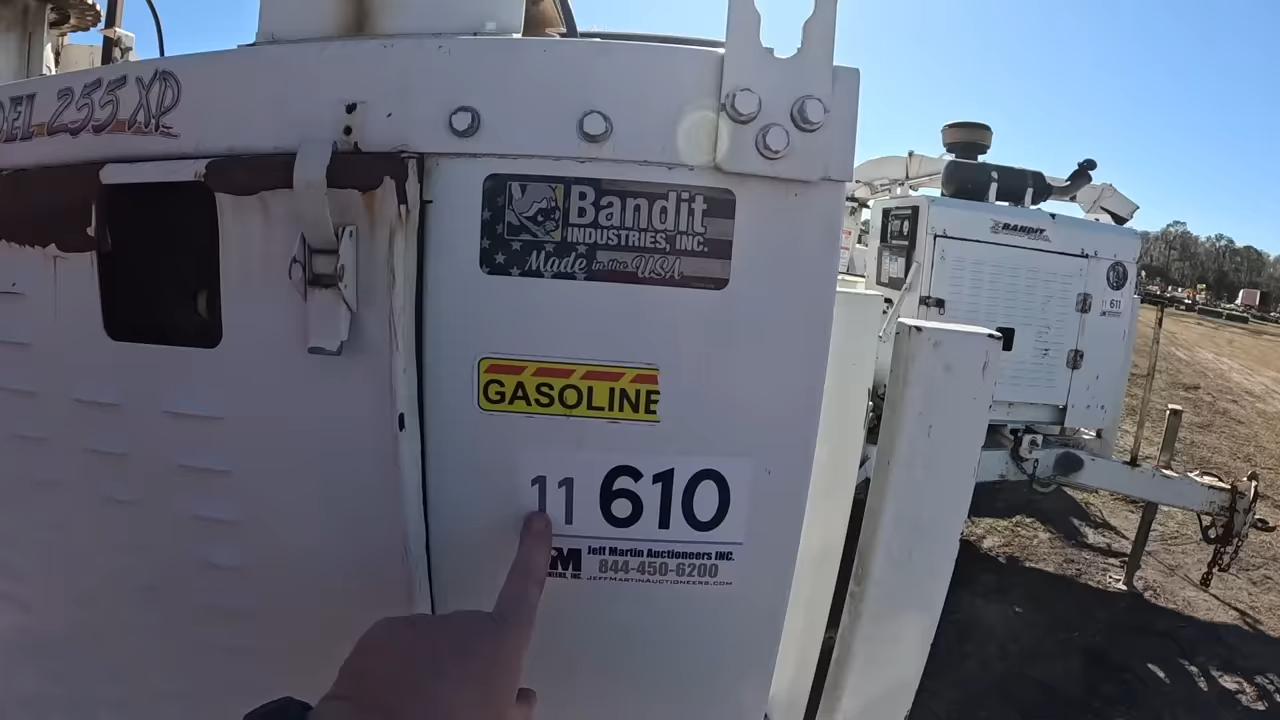 255 XP
Bandit
INDUSTRIES, INC.
Made in the USA
GASOLINE
11 610
Jeff Martin Auctioneers INC.
844-450-6200
JEFFMARTINAUCTIONEERS.COM
BANDIT
11 611